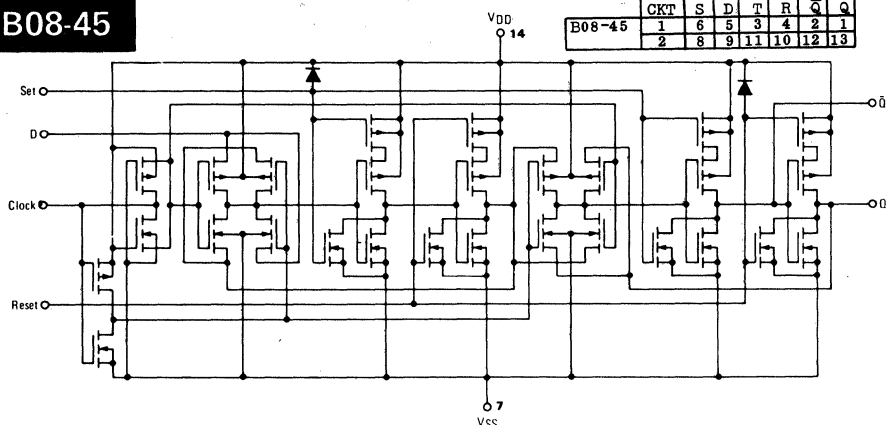 B08-45
CKT S D T R Q̄ Q
B08-45 1 6 5 3 4 2 1
2 8 9 11 10 12 13
VDD
14
Set
D
Clock
Reset
Q̄
Q
7
VSS